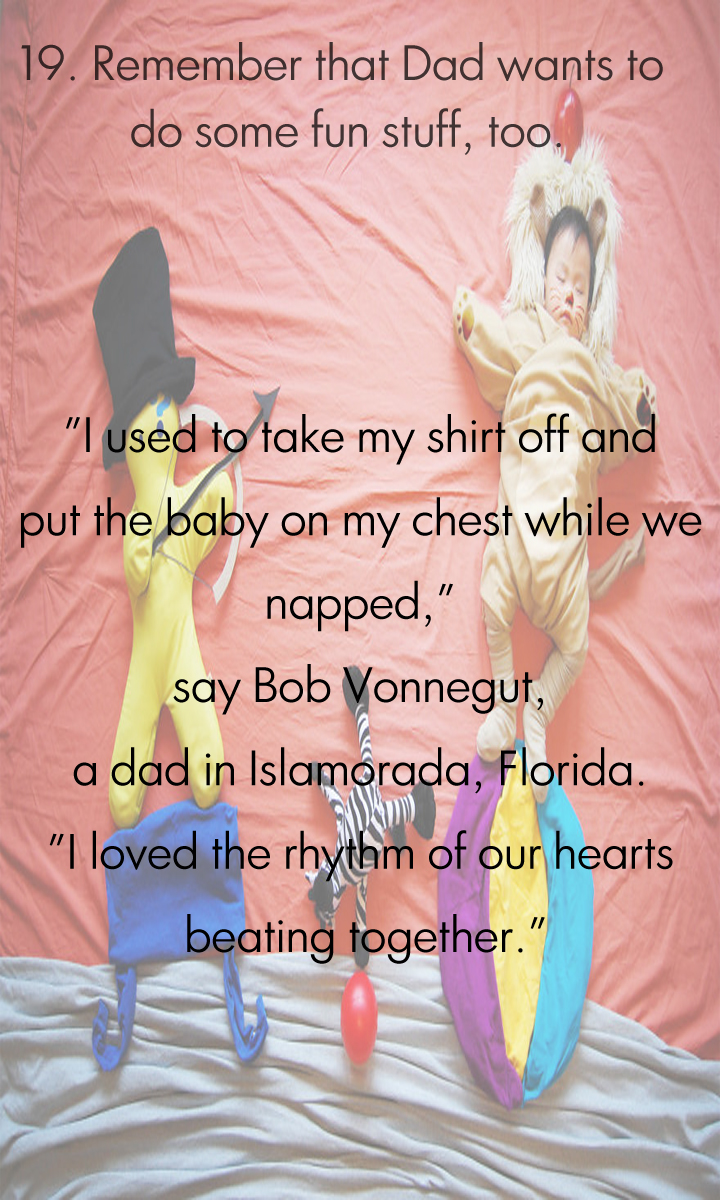 19. Remember that Dad wants to
do some fun stuff, too.
"I used to take my shirt off and
put the baby on my chest while we
napped,"
say Bob Vonnegut,
a dad in Islamorada, Florida.
"I loved the rhythm of our hearts
beating together."